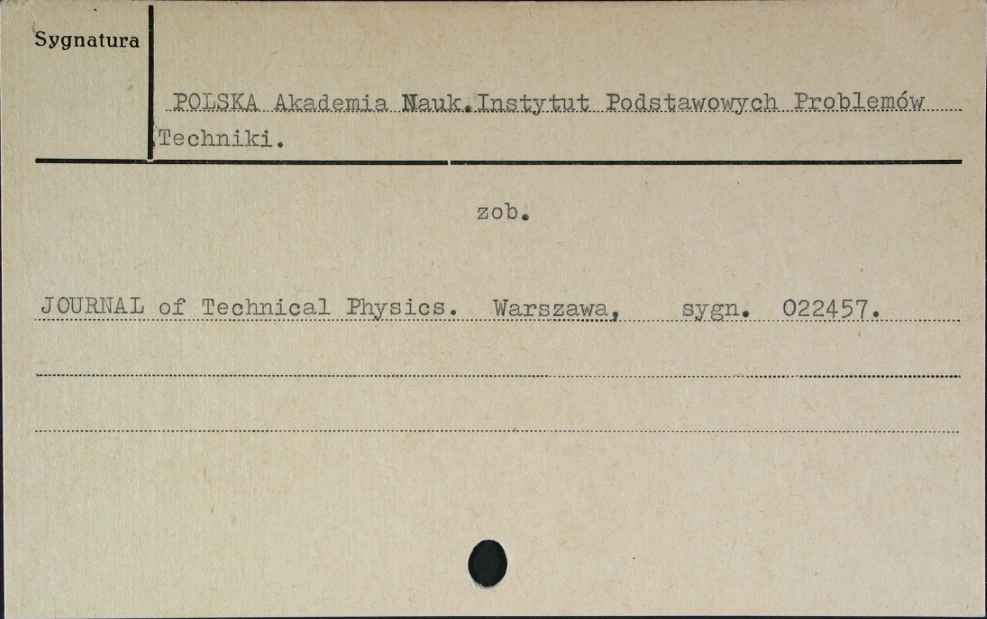 Sygnatura
POLSKA Akademia Nauk.Instytut Podstawowych Problemów
Techniki.
zob.
JOURNAL of Technical Physics. Warszawa, sygn. 022457.